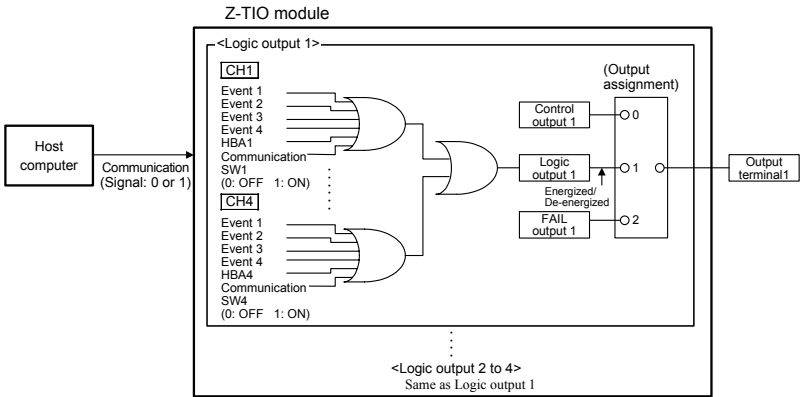 Z-TIO module
<Logic output 1>
CH1
Event 1
Event 2
Event 3
Event 4
HBA1
Communication
SW1
(0: OFF 1: ON)
CH4
Event 1
Event 2
Event 3
Event 4
HBA4
Communication
SW4
(0: OFF 1: ON)
Host
computer
Communication
(Signal: 0 or 1)
(Output
assignment)
Control
output 1
0
Logic
output 1
1
Energized/
De-energized
FAIL
output 1
2
Output
terminal1
<Logic output 2 to 4>
Same as Logic output 1